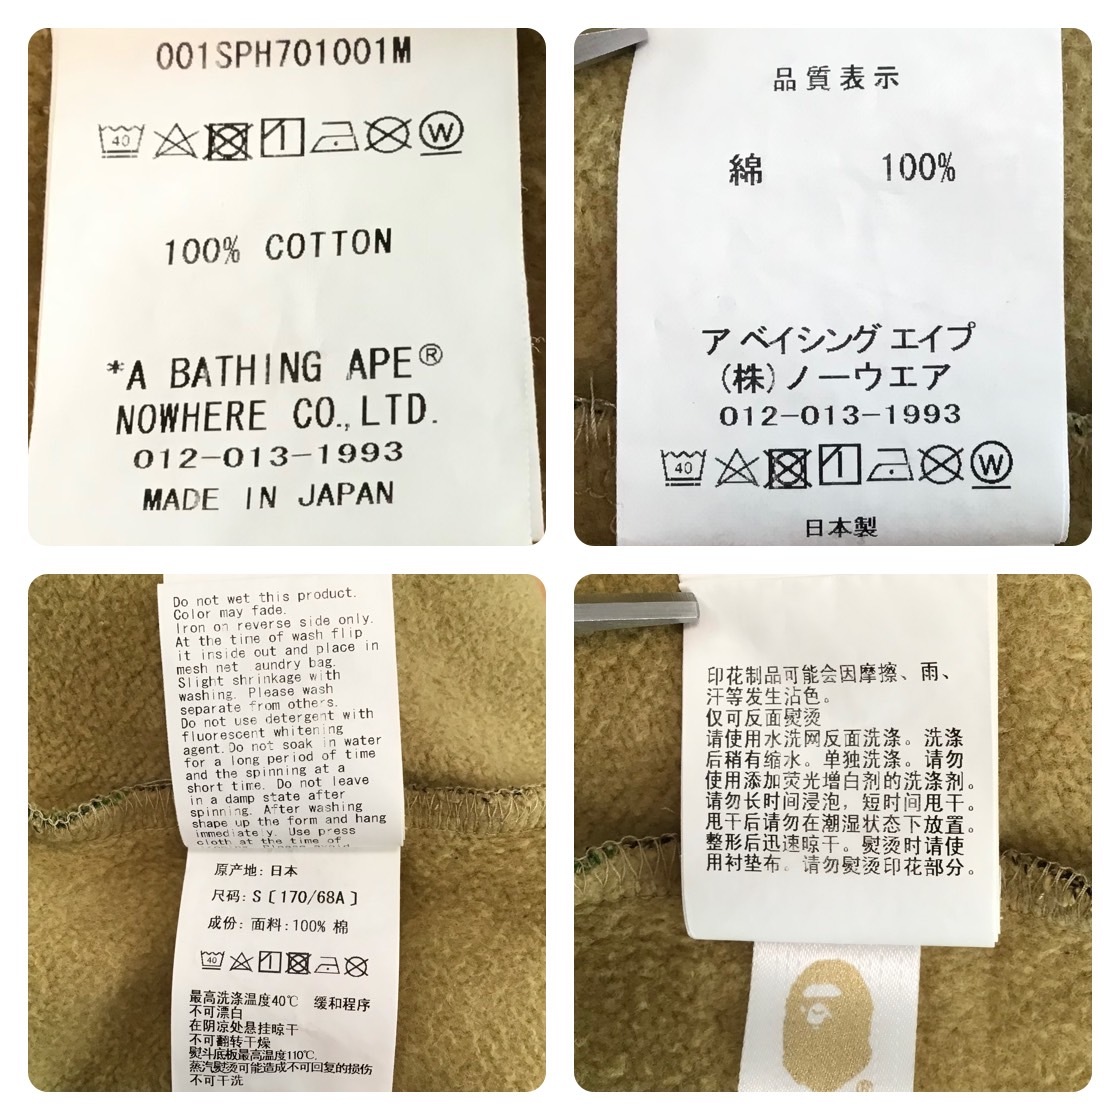 001SPH701001M
40
W
100% COTTON
*A BATHING APE®
NOWHERE CO., LTD.
012-013-1993
MADE IN JAPAN
品質表示
綿 100%
ア ベイシング エイプ
(株)ノーウエア
012-013-1993
40
W
日本製
Do not wet this product.
Color may fade.
Iron on reverse side only.
At the time of wash flip
it inside out and place in
mesh net aundry bag.
Slight shrinkage with
washing. Please wash
separate from others.
Do not use detergent with
fluorescent whitening
agent. Do not soak in water
for a long period of time
and the spinning at a
short time. Do not leave
in a damp state after
spinning. After washing
shape up the form and hang
immediately. Use press
cloth at the time of
原产地: 日本
尺码: S〔170/68A〕
成份: 面料: 100% 棉
40
最高洗涤温度40℃ 缓和程序
不可漂白
在阴凉处悬挂晾干
不可翻转干燥
熨斗底板最高温度110℃,
蒸汽熨烫可能造成不可回复的损伤
不可干洗
印花制品可能会因摩擦、雨、
汗等发生沾色。
仅可反面熨烫
请使用水洗网反面洗涤。洗涤
后稍有缩水。单独洗涤。请勿
使用添加荧光增白剂的洗涤剂。
请勿长时间浸泡，短时间甩干。
甩干后请勿在潮湿状态下放置。
整形后迅速晾干。熨烫时请使
用衬垫布。请勿熨烫印花部分。
®